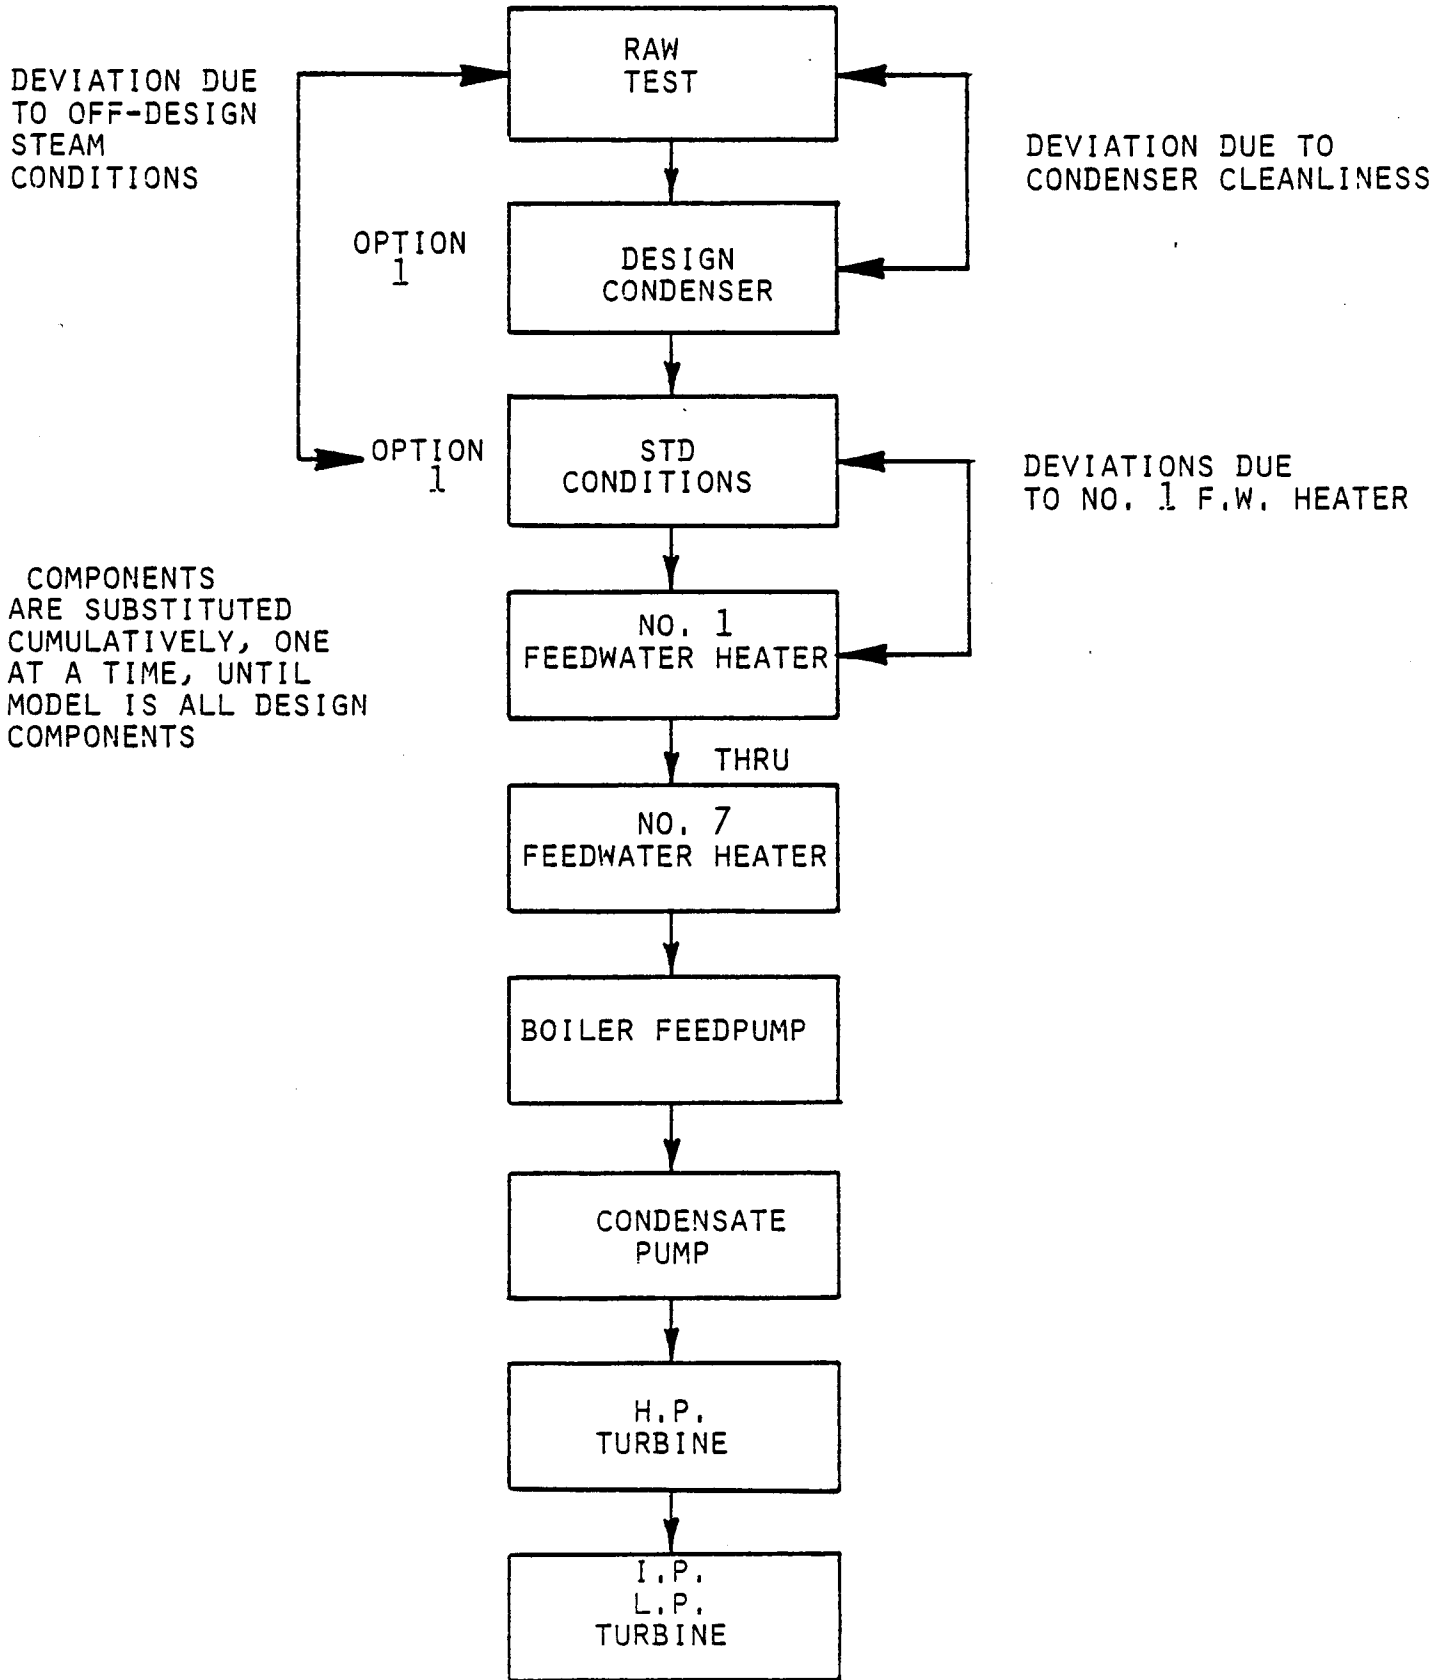 RAW
TEST
DEVIATION DUE
TO OFF-DESIGN
STEAM
CONDITIONS
DEVIATION DUE TO
CONDENSER CLEANLINESS
OPTION
1
DESIGN
CONDENSER
OPTION
1
STD
CONDITIONS
DEVIATIONS DUE
TO NO. 1 F.W. HEATER
COMPONENTS
ARE SUBSTITUTED
CUMULATIVELY, ONE
AT A TIME, UNTIL
MODEL IS ALL DESIGN
COMPONENTS
NO. 1
FEEDWATER HEATER
THRU
NO. 7
FEEDWATER HEATER
BOILER FEEDPUMP
CONDENSATE
PUMP
H.P.
TURBINE
I.P.
L.P.
TURBINE